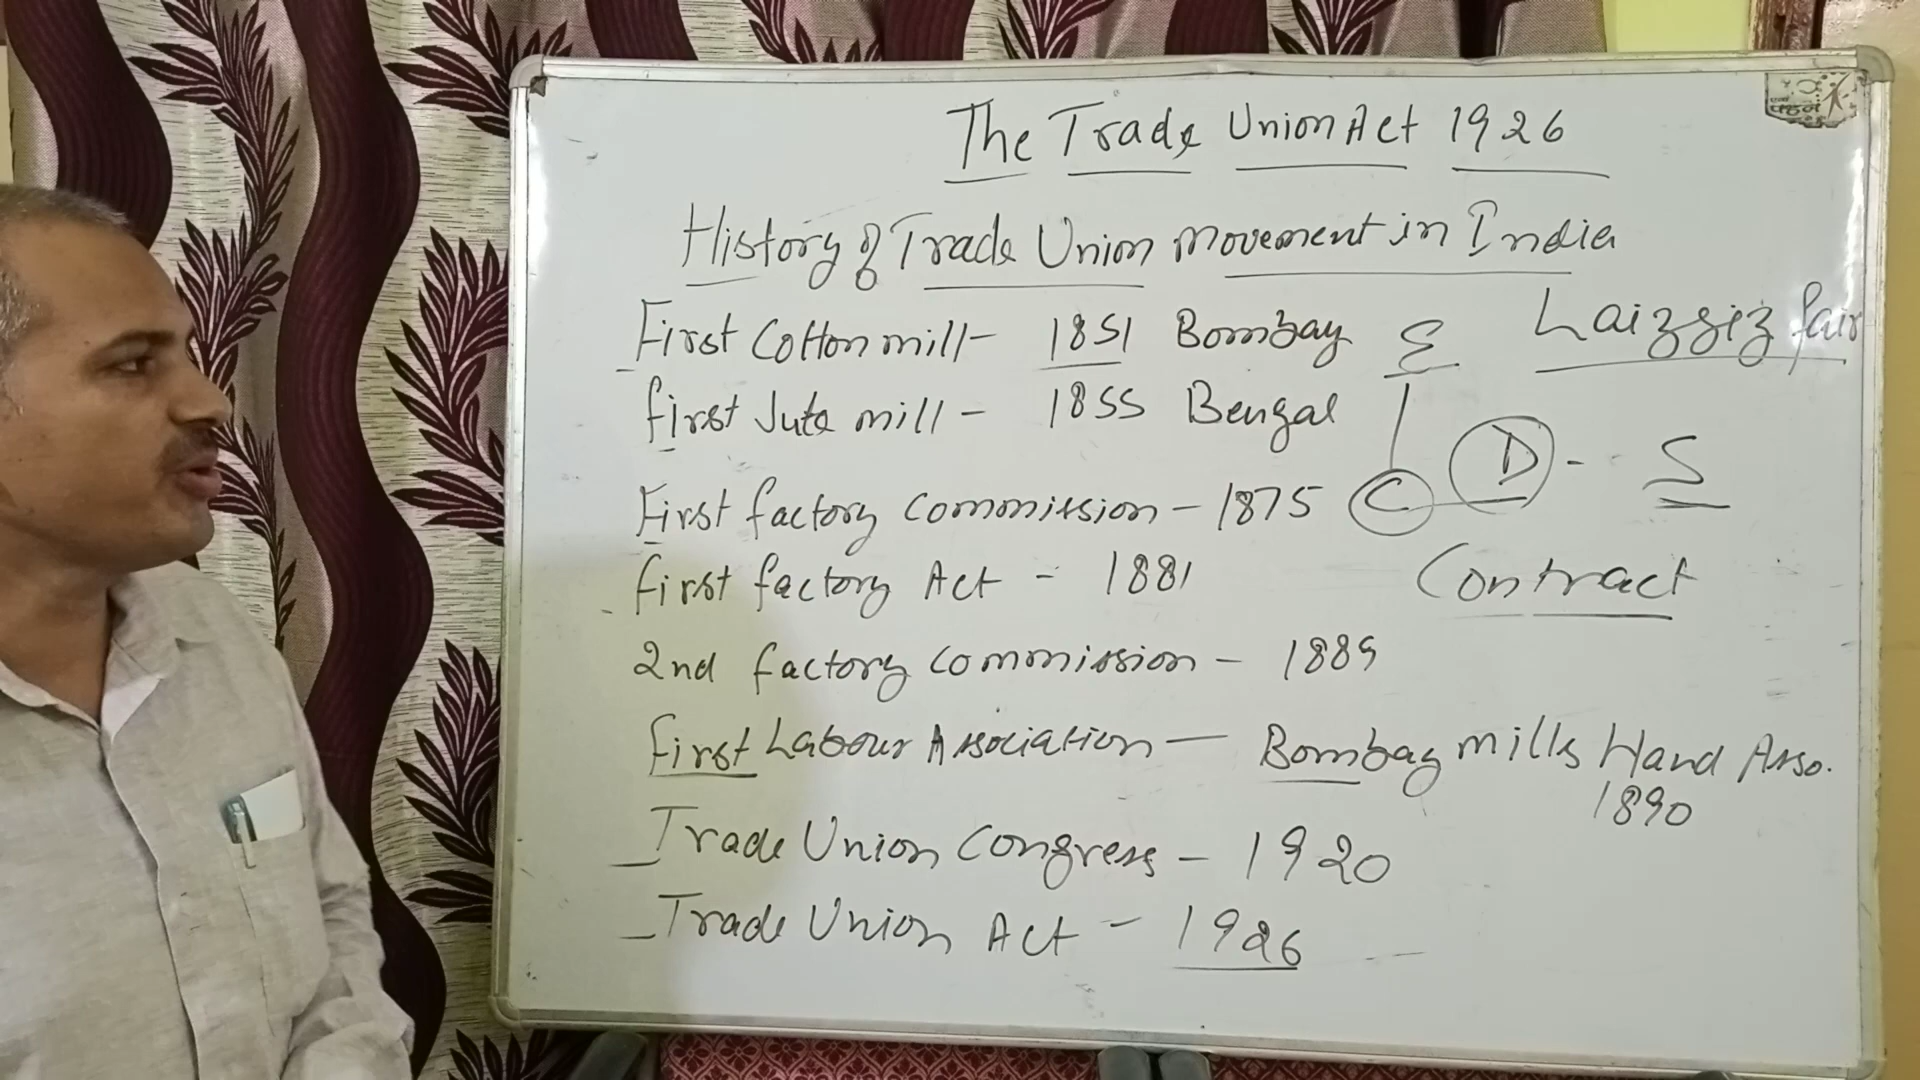 The Trade Union Act 1926
History of Trade Union movement in India
First Cotton mill - 1851 Bombay
E
Laizseiz fair
first Jute mill - 1855 Bengal
D - S
First factory Commission - 1875
C
first factory Act - 1881
Contract
2nd factory commission - 1885
First Labour Association - Bombay mills Hand Asso.
1890
Trade Union Congress - 1920
Trade Union Act - 1926